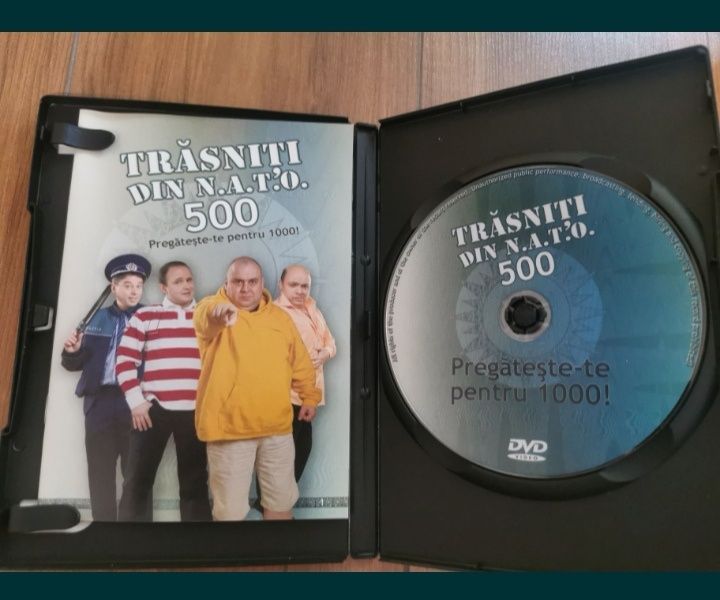 TRĂSNIȚI
DIN N.A.T.O.
500
Pregătește-te pentru 1000!
TRĂSNIȚI
DIN N.A.T.O.
500
Pregătește-te
pentru 1000!
DVD
VIDEO